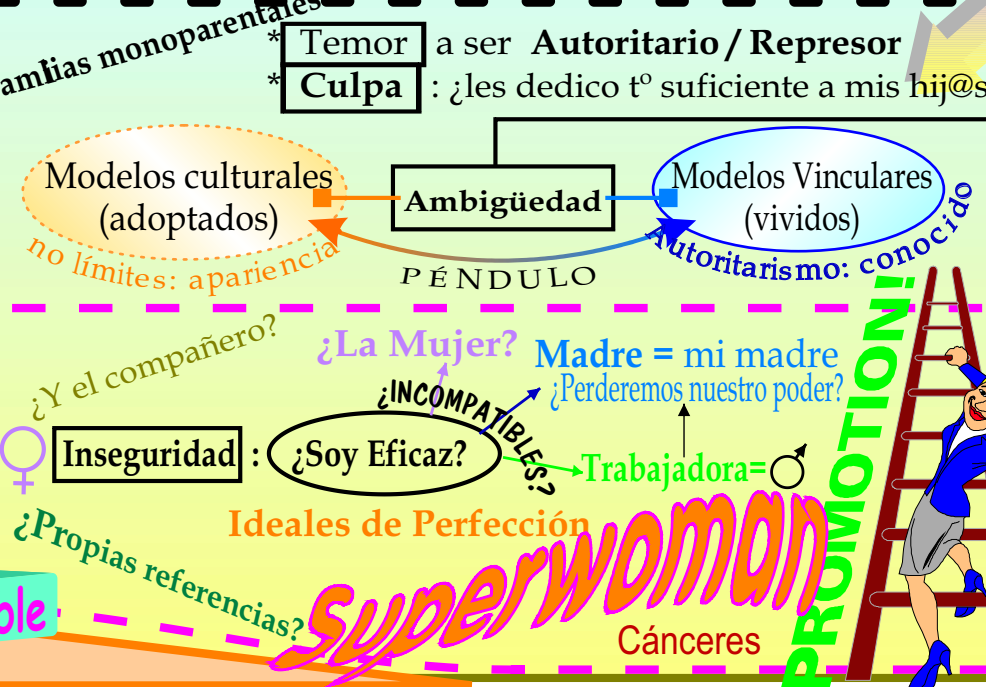 monoparentales
* Temor a ser Autoritario / Represor
* Culpa : ¿les dedico tº suficiente a mis hij@s
Modelos culturales
(adoptados)
Ambigüedad
Modelos Vinculares
(vividos)
no límites: apariencia
PÉNDULO
Autoritarismo: conocido
¿Y el compañero?
¿La Mujer?
Madre = mi madre
¿Perderemos nuestro poder?
¿INCOMPATIBLES?
Inseguridad : ¿Soy Eficaz?
Trabajadora=♂
♀
Ideales de Perfección
¿Propias referencias?
Superwoman
Cánceres
PROMOTION!
ole